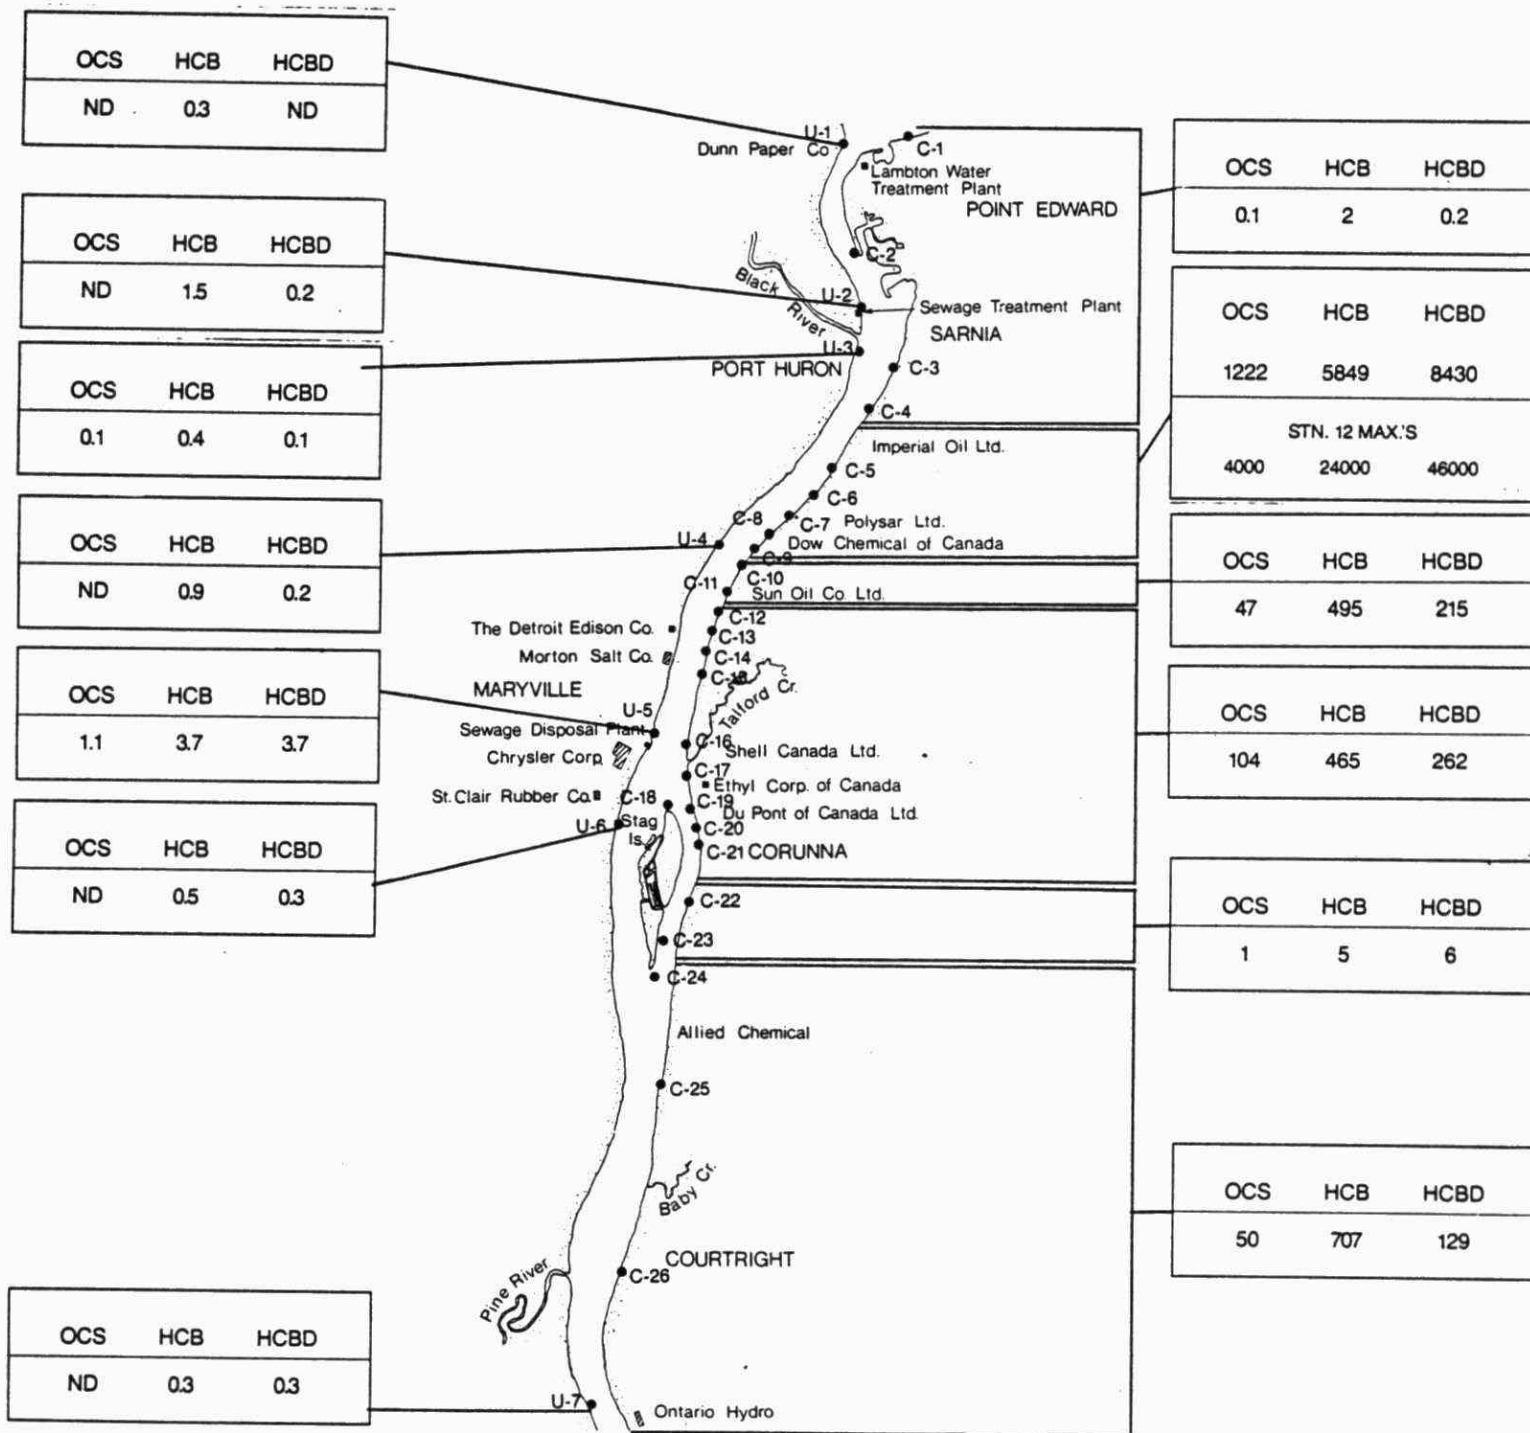 OCS HCB HCBD
ND 0.3 ND
OCS HCB HCBD
ND 1.5 0.2
OCS HCB HCBD
0.1 0.4 0.1
OCS HCB HCBD
ND 0.9 0.2
OCS HCB HCBD
1.1 3.7 3.7
OCS HCB HCBD
ND 0.5 0.3
OCS HCB HCBD
ND 0.3 0.3
U-1
Dunn Paper Co
C-1
Lambton Water
Treatment Plant
POINT EDWARD
C-2
Black River
U-2
Sewage Treatment Plant
SARNIA
U-3
PORT HURON
C-3
C-4
Imperial Oil Ltd.
C-5
C-6
C-8
C-7
Polysar Ltd.
U-4
Dow Chemical of Canada
C-9
C-10
C-11
Sun Oil Co. Ltd.
C-12
The Detroit Edison Co.
C-13
Morton Salt Co.
C-14
C-15
MARYVILLE
Talford Cr.
U-5
Sewage Disposal Plant
C-16
Shell Canada Ltd.
Chrysler Corp.
C-17
Ethyl Corp. of Canada
St. Clair Rubber Co.
C-18
C-19
Du Pont of Canada Ltd.
U-6
Stag
Is.
C-20
C-21 CORUNNA
C-22
C-23
C-24
Allied Chemical
C-25
Baby Cr.
COURTRIGHT
C-26
Pine River
U-7
Ontario Hydro
OCS HCB HCBD
0.1 2 0.2
OCS HCB HCBD
1222 5849 8430
STN. 12 MAX.'S
4000 24000 46000
OCS HCB HCBD
47 495 215
OCS HCB HCBD
104 465 262
OCS HCB HCBD
1 5 6
OCS HCB HCBD
50 707 129